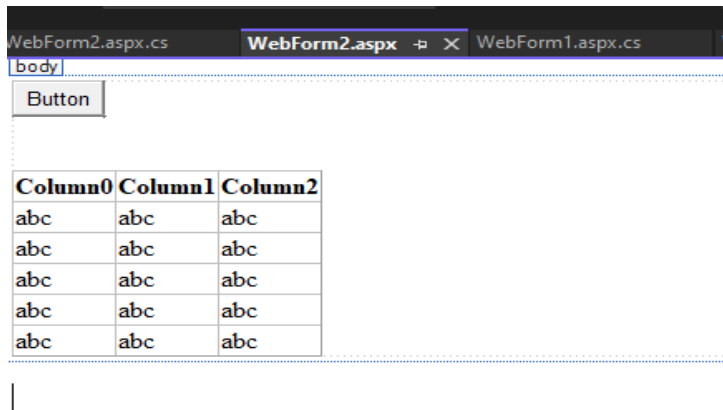 WebForm2.aspx.cs WebForm2.aspx WebForm1.aspx.cs
body
Button
Column0 Column1 Column2
abc abc abc
abc abc abc
abc abc abc
abc abc abc
abc abc abc